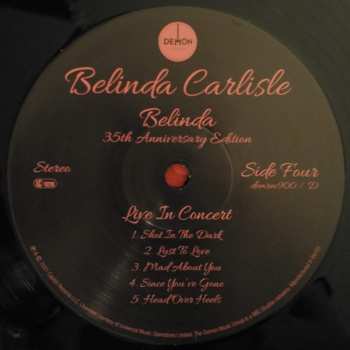 DEMON
Belinda Carlisle
Belinda
35th Anniversary Edition
Stereo
Side Four
demrec900 / D
Live In Concert
1. Shot In The Dark
2. Lust To Love
3. Mad About You
4. Since You've Gone
5. Head Over Heels